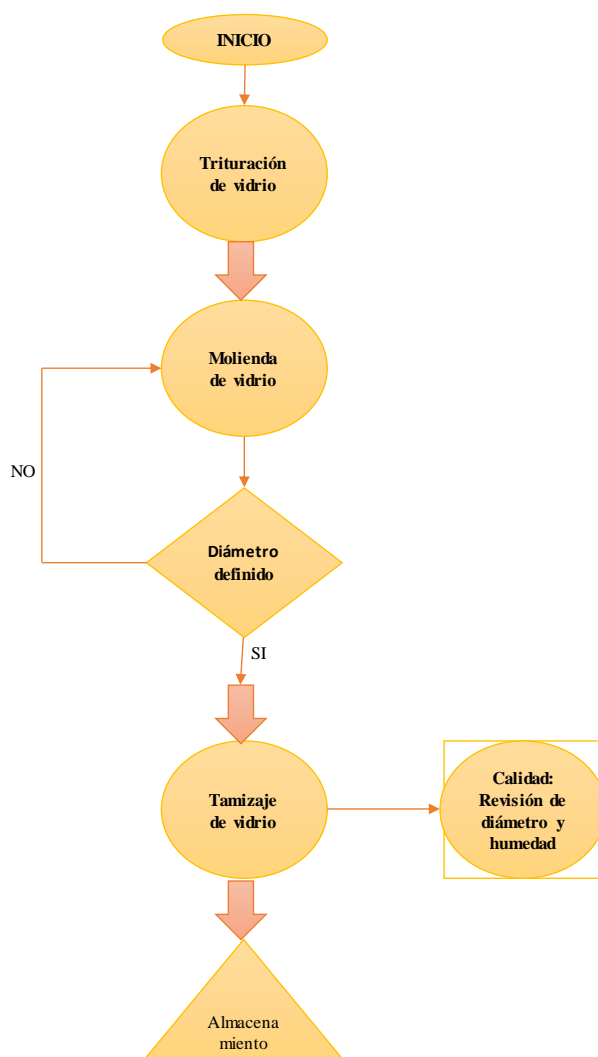 INICIO
Trituración
de vidrio
Molienda
de vidrio
NO
Diámetro
definido
SI
Tamizaje
de vidrio
Calidad:
Revisión de
diámetro y
humedad
Almacena
miento